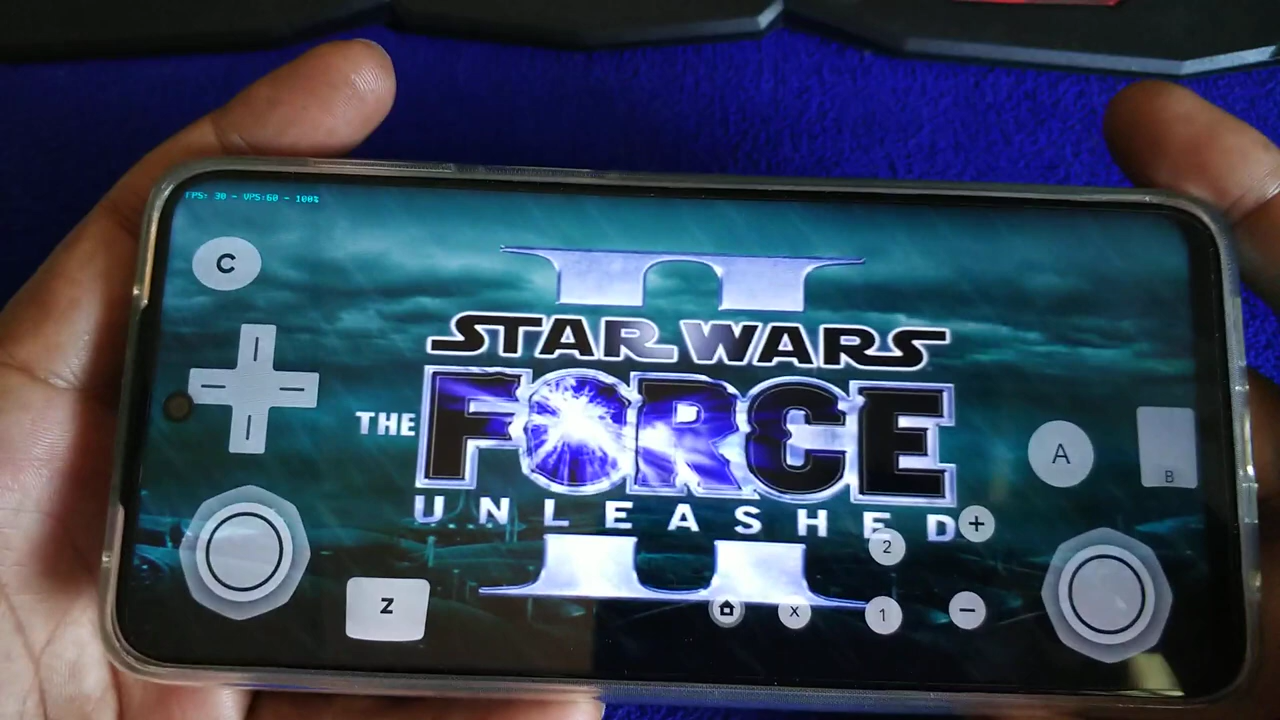 FPS: 30 - VPS:60 - 100%
C
II
STAR WARS
THE FORCE
UNLEASHED
A
B
+
2
Z
X
1
-